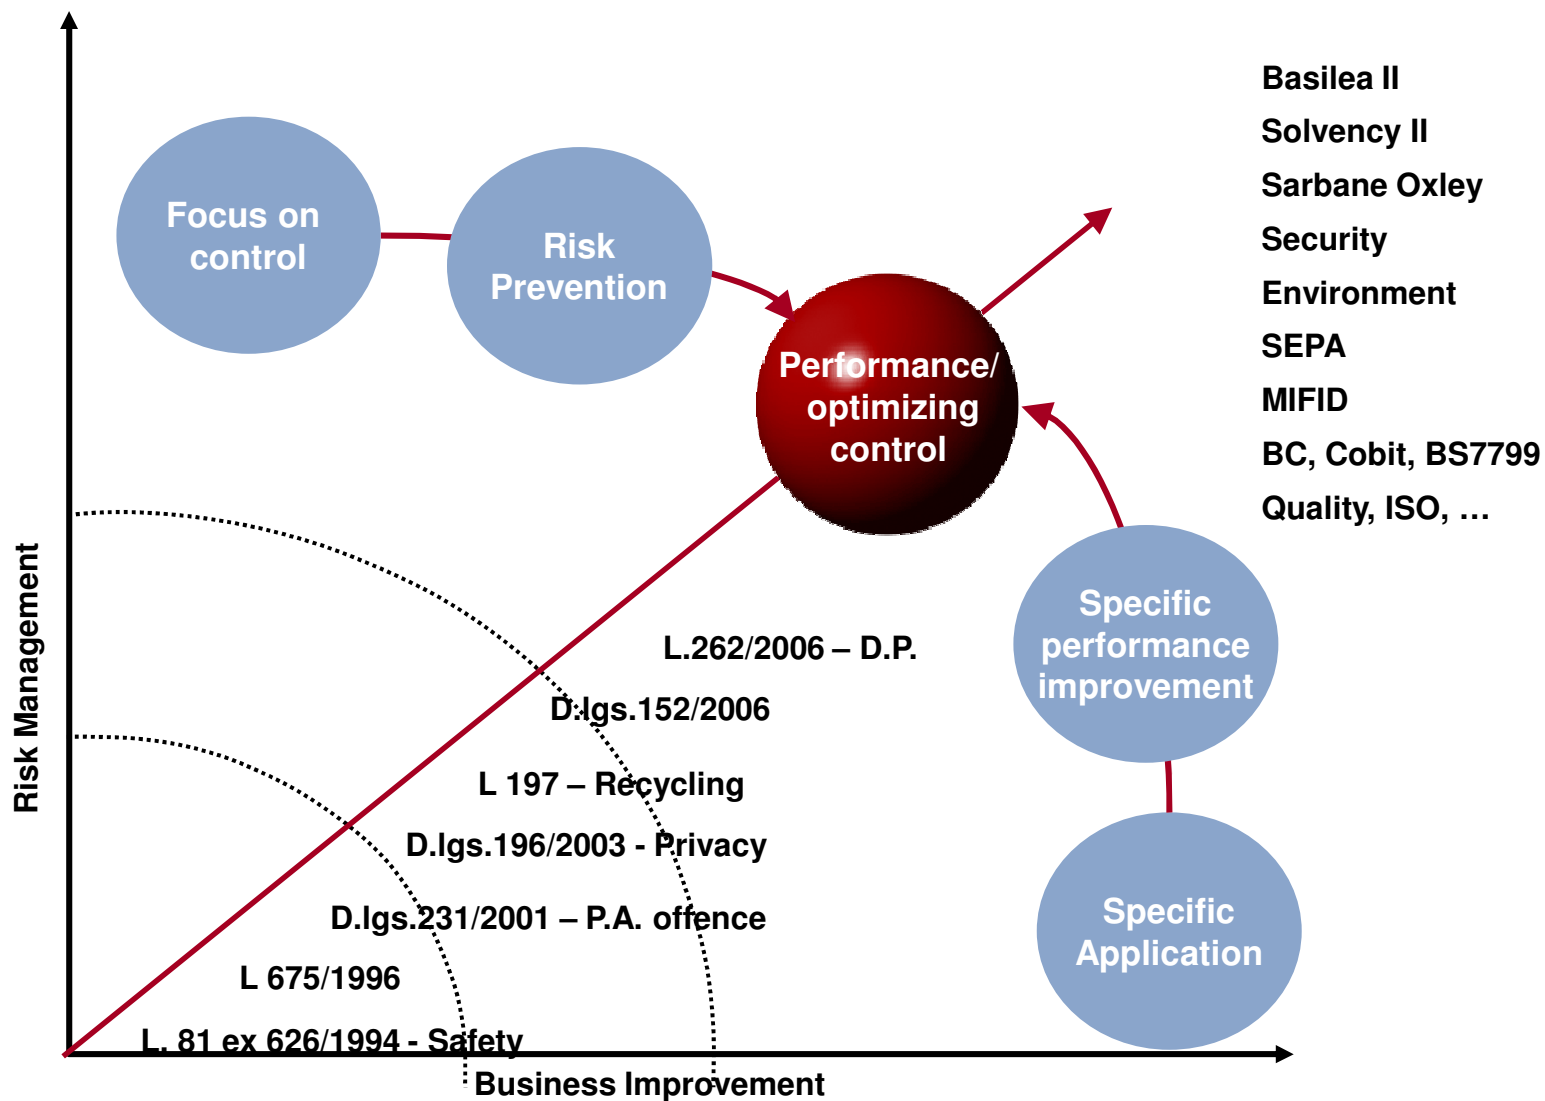 Basilea II
Solvency II
Sarbane Oxley
Security
Environment
SEPA
MIFID
BC, Cobit, BS7799
Quality, ISO, …
Focus on
control
Risk
Prevention
Performance/
optimizing
control
Specific
performance
improvement
Specific
Application
Risk Management
L.262/2006 – D.P.
D.lgs.152/2006
L 197 – Recycling
D.lgs.196/2003 - Privacy
D.lgs.231/2001 – P.A. offence
L 675/1996
L. 81 ex 626/1994 - Safety
Business Improvement